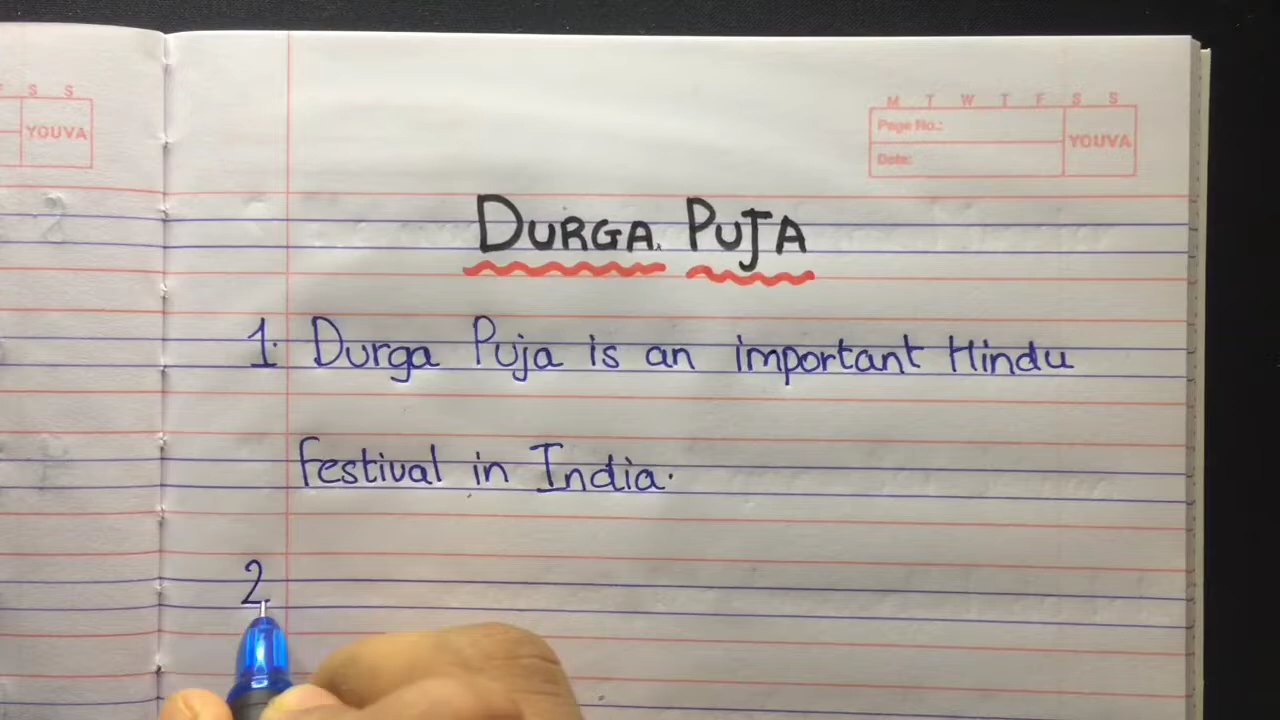 S S
YOUVA
M T W T F S S
Page No.:
YOUVA
Date:
DURGA PUJA
1. Durga Puja is an important Hindu
festival in India.
2